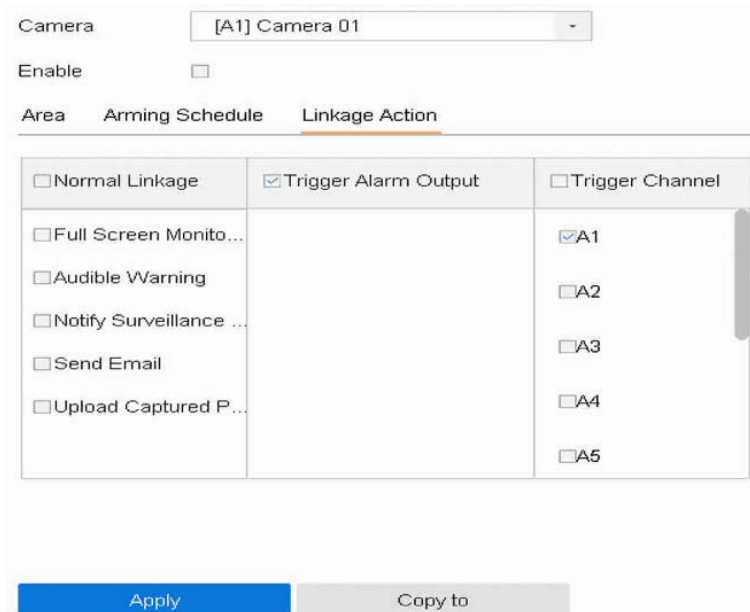 Camera [A1] Camera 01
Enable
Area Arming Schedule Linkage Action
Normal Linkage Trigger Alarm Output Trigger Channel
Full Screen Monito...
Audible Warning
Notify Surveillance ...
Send Email
Upload Captured P...
A1
A2
A3
A4
A5
Apply Copy to